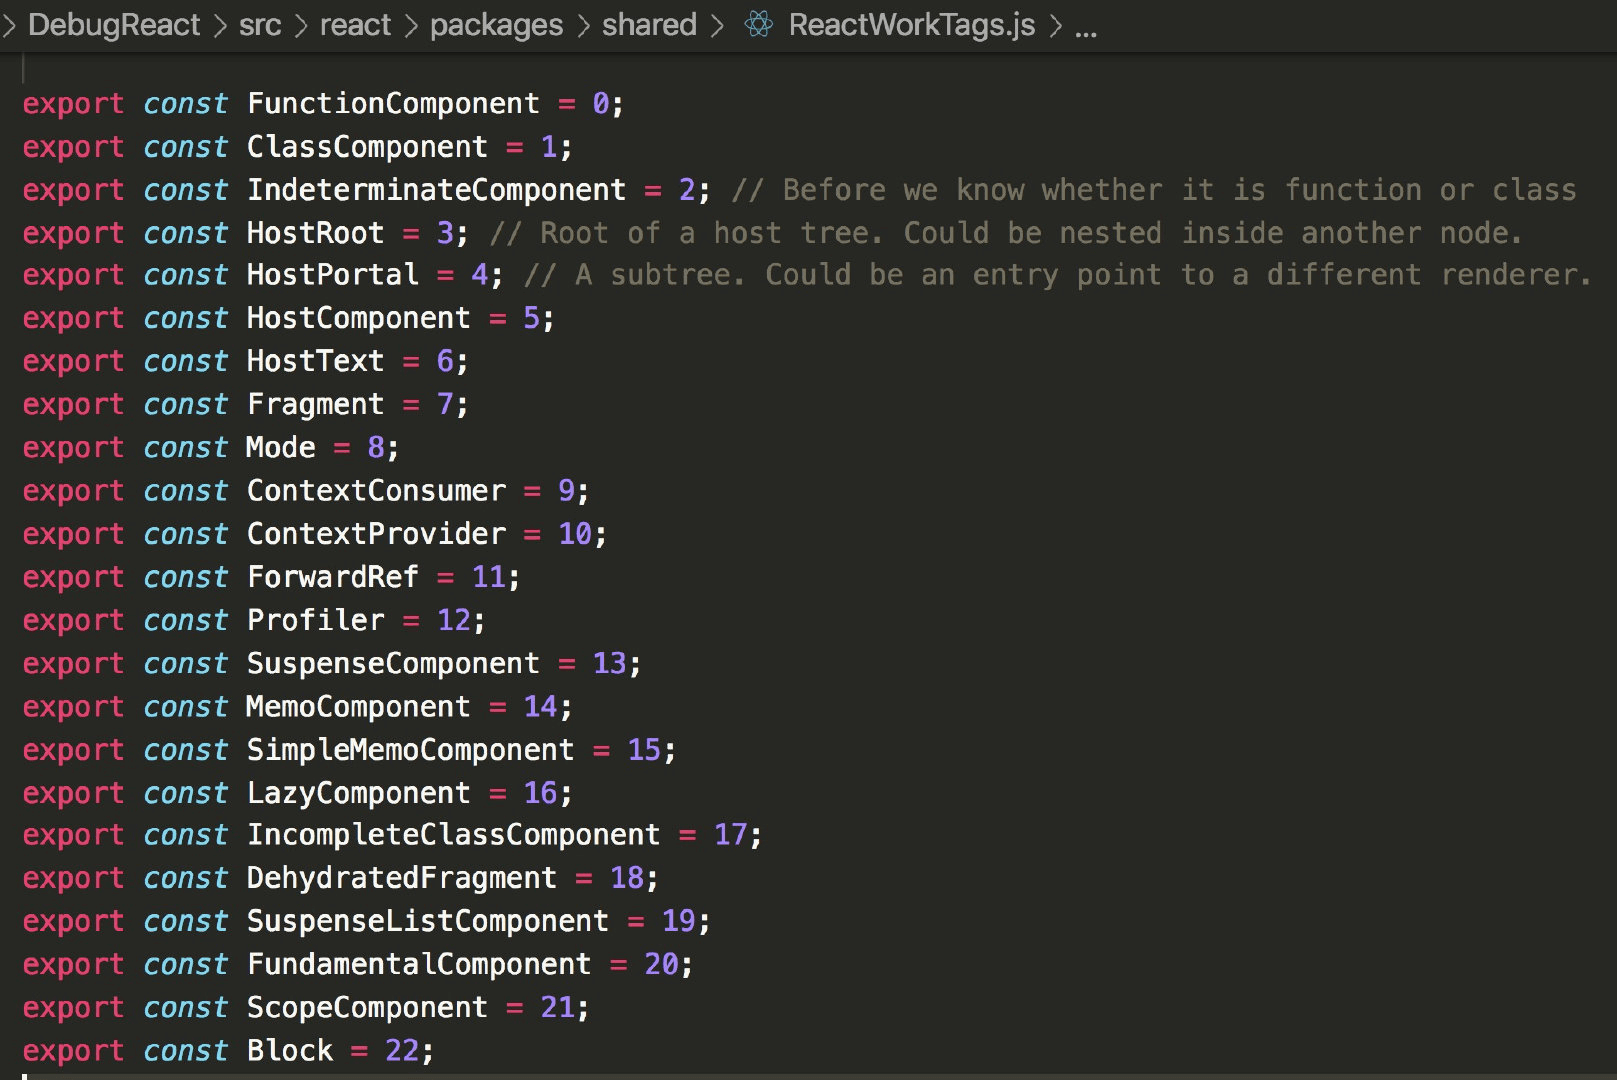 > DebugReact > src > react > packages > shared > ReactWorkTags.js > ...
export const FunctionComponent = 0;
export const ClassComponent = 1;
export const IndeterminateComponent = 2; // Before we know whether it is function or class
export const HostRoot = 3; // Root of a host tree. Could be nested inside another node.
export const HostPortal = 4; // A subtree. Could be an entry point to a different renderer.
export const HostComponent = 5;
export const HostText = 6;
export const Fragment = 7;
export const Mode = 8;
export const ContextConsumer = 9;
export const ContextProvider = 10;
export const ForwardRef = 11;
export const Profiler = 12;
export const SuspenseComponent = 13;
export const MemoComponent = 14;
export const SimpleMemoComponent = 15;
export const LazyComponent = 16;
export const IncompleteClassComponent = 17;
export const DehydratedFragment = 18;
export const SuspenseListComponent = 19;
export const FundamentalComponent = 20;
export const ScopeComponent = 21;
export const Block = 22;